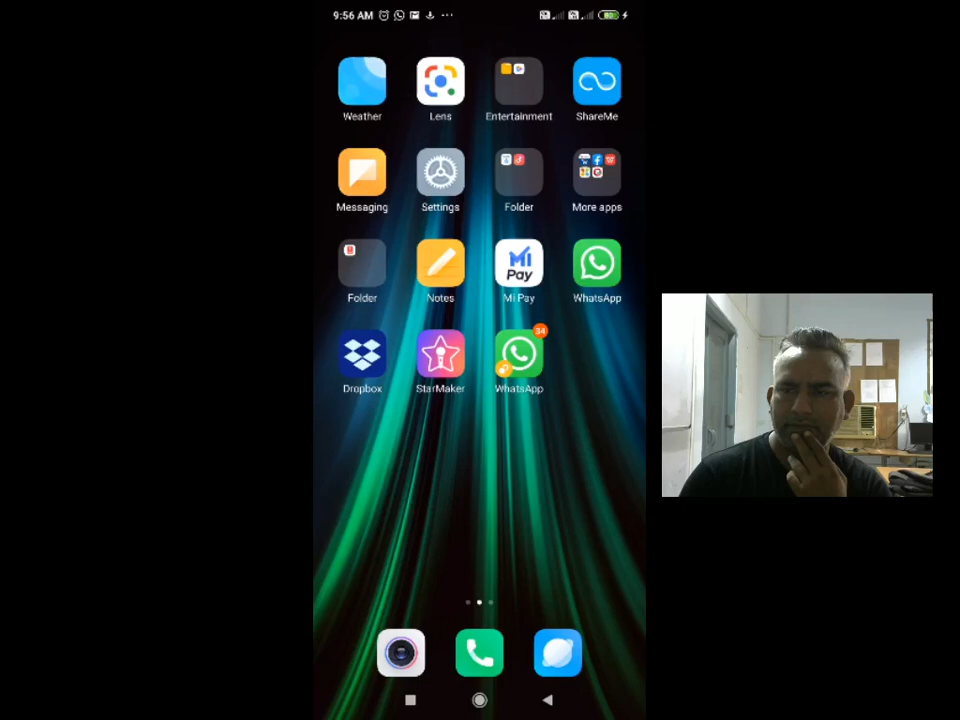 9:56 AM
Weather Lens Entertainment ShareMe
Messaging Settings Folder More apps
Mi
Pay
Folder Notes Mi Pay WhatsApp
34
Dropbox StarMaker WhatsApp